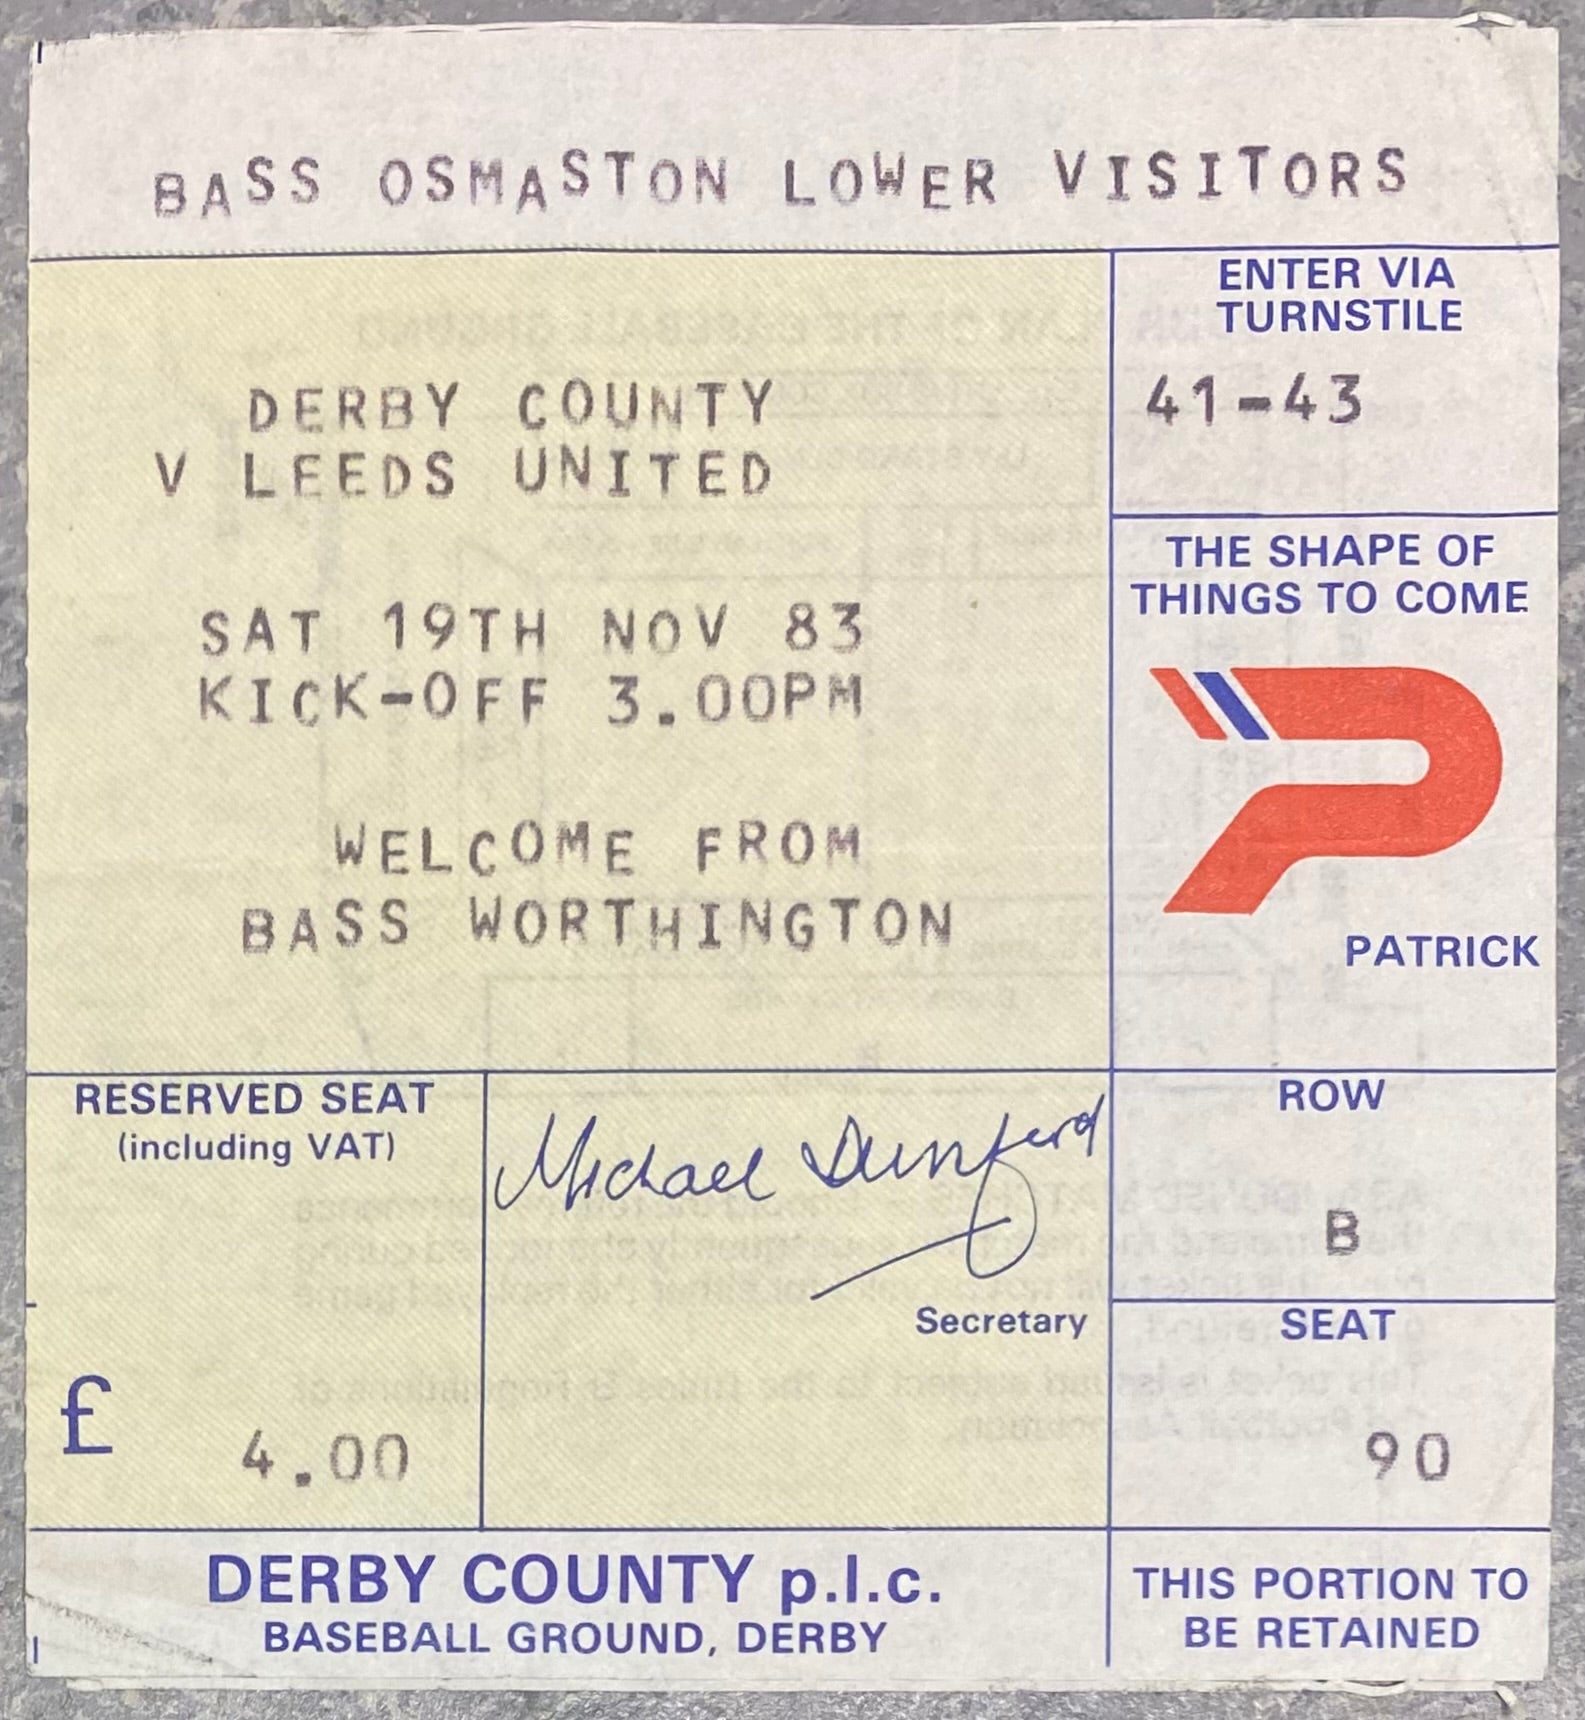 BASS OSMASTON LOWER VISITORS
DERBY COUNTY
V LEEDS UNITED
SAT 19TH NOV 83
KICK-OFF 3.00PM
WELCOME FROM
BASS WORTHINGTON
ENTER VIA
TURNSTILE
41-43
THE SHAPE OF
THINGS TO COME
PATRICK
RESERVED SEAT
(including VAT)
£ 4.00
Michael Dunford
Secretary
ROW
B
SEAT
90
DERBY COUNTY p.l.c.
BASEBALL GROUND, DERBY
THIS PORTION TO
BE RETAINED